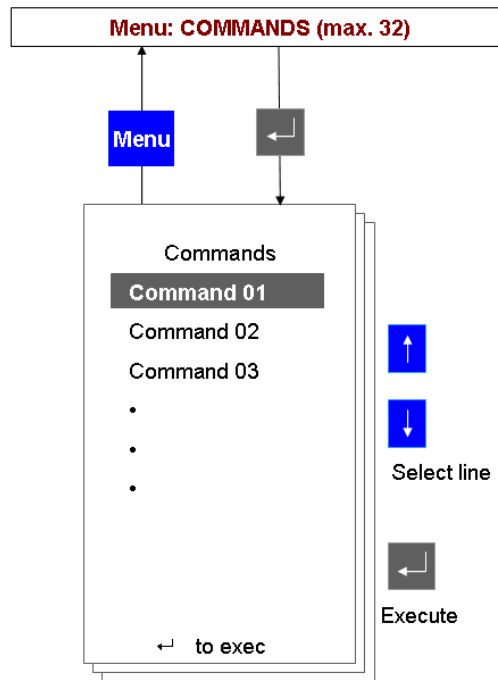 Menu: COMMANDS (max. 32)
Menu
Commands
Command 01
Command 02
Command 03
•
•
•
Select line
Execute
↵ to exec